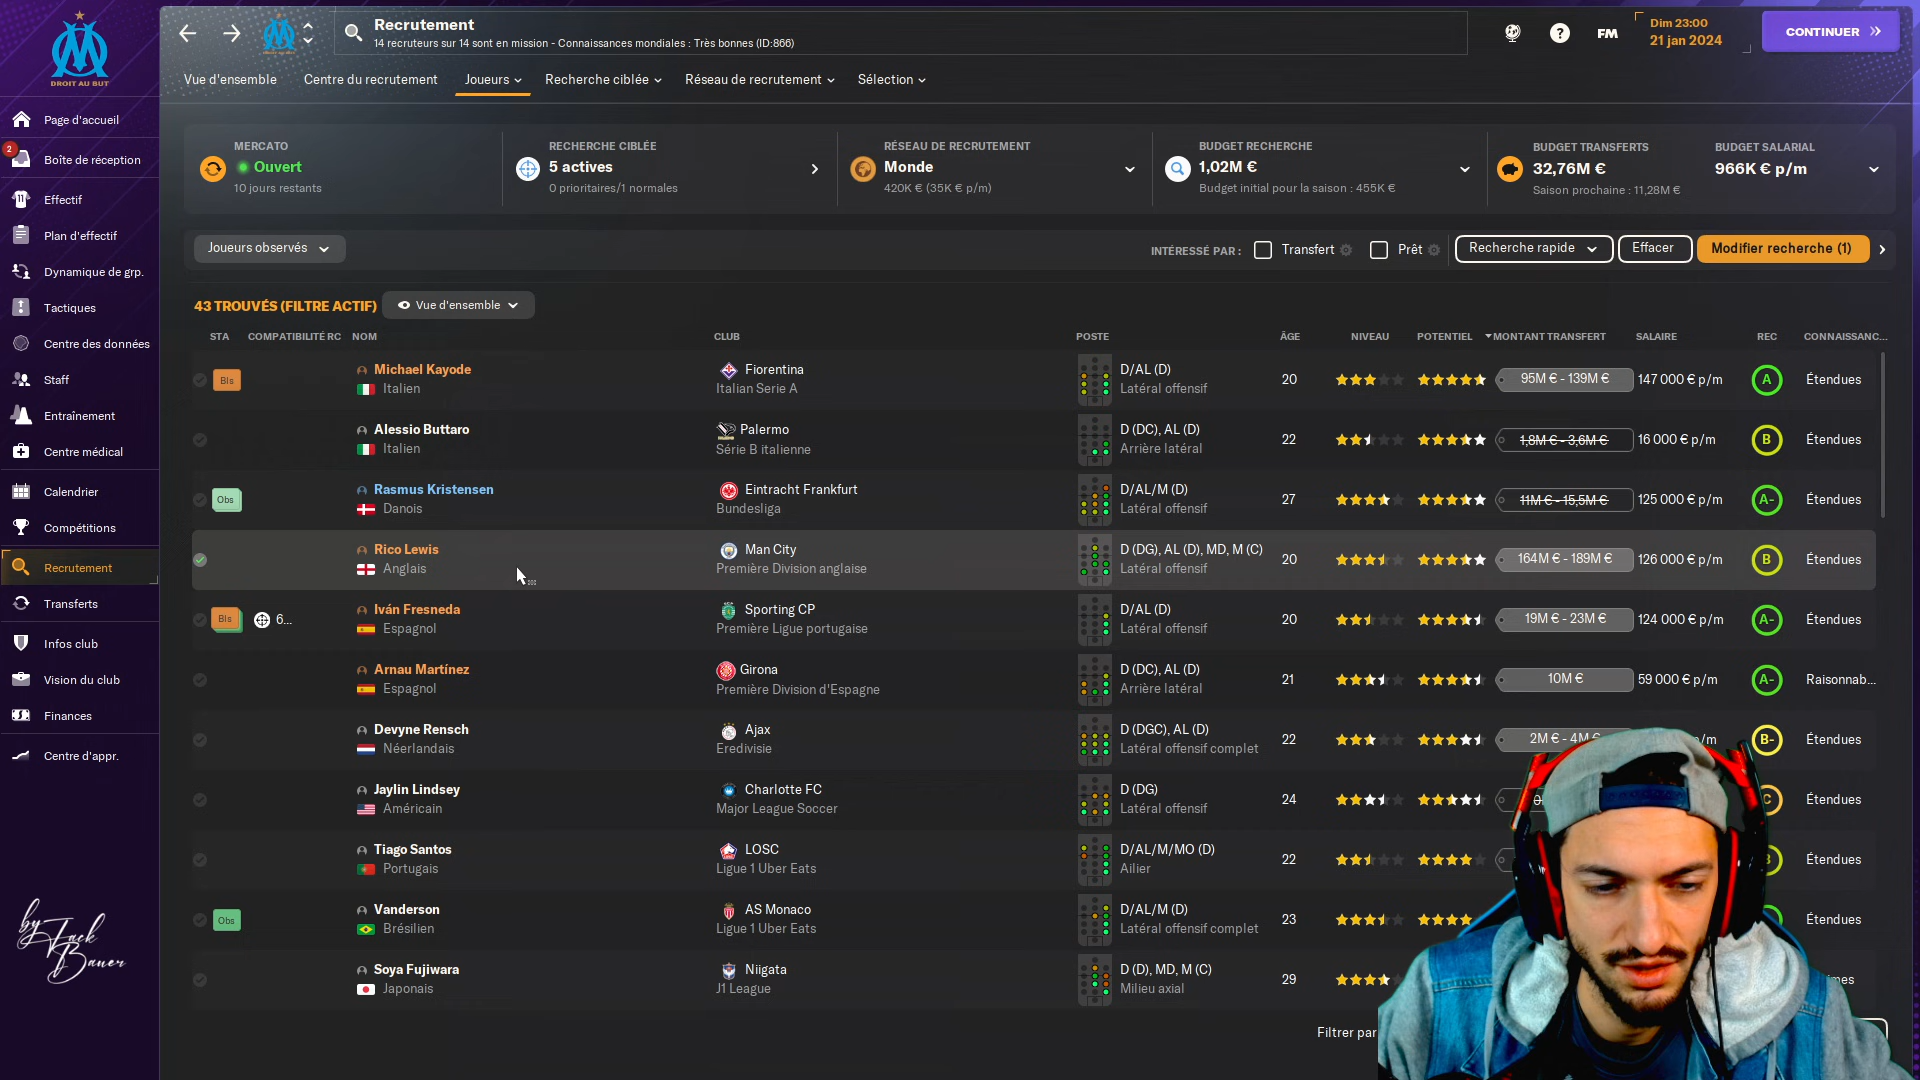 DROIT AU BUT
Recrutement
14 recruteurs sur 14 sont en mission - Connaissances mondiales : Très bonnes (ID:866)
FM
Dim 23:00
21 jan 2024
CONTINUER
Vue d'ensemble
Centre du recrutement
Joueurs
Recherche ciblée
Réseau de recrutement
Sélection
Page d'accueil
2
Boîte de réception
Effectif
Plan d'effectif
Dynamique de grp.
Tactiques
Centre des données
Staff
Entraînement
Centre médical
Calendrier
Compétitions
Recrutement
Transferts
Infos club
Vision du club
Finances
Centre d'appr.
by Jack Bauer
MERCATO
Ouvert
10 jours restants
RECHERCHE CIBLÉE
5 actives
0 prioritaires/1 normales
RÉSEAU DE RECRUTEMENT
Monde
420K € (35K € p/m)
BUDGET RECHERCHE
1,02M €
Budget initial pour la saison : 455K €
BUDGET TRANSFERTS
32,76M €
Saison prochaine : 11,28M €
BUDGET SALARIAL
966K € p/m
Joueurs observés
INTÉRESSÉ PAR :
Transfert
Prêt
Recherche rapide
Effacer
Modifier recherche (1)
43 TROUVÉS (FILTRE ACTIF)
Vue d'ensemble
STA COMPATIBILITÉ RC NOM CLUB POSTE ÂGE NIVEAU POTENTIEL MONTANT TRANSFERT SALAIRE REC CONNAISSANC...
Bls Michael Kayode Fiorentina D/AL (D) 20 95M € - 139M € 147 000 € p/m A Étendues
Italien Italian Serie A Latéral offensif
Alessio Buttaro Palermo D (DC), AL (D) 22 1,8M € - 3,6M € 16 000 € p/m B Étendues
Italien Série B italienne Arrière latéral
Obs Rasmus Kristensen Eintracht Frankfurt D/AL/M (D) 27 11M € - 15,5M € 125 000 € p/m A- Étendues
Danois Bundesliga Latéral offensif
Rico Lewis Man City D (DG), AL (D), MD, M (C) 20 164M € - 189M € 126 000 € p/m B Étendues
Anglais Première Division anglaise Latéral offensif
Bls 6... Iván Fresneda Sporting CP D/AL (D) 20 19M € - 23M € 124 000 € p/m A- Étendues
Espagnol Première Ligue portugaise Latéral offensif
Arnau Martínez Girona D (DC), AL (D) 21 10M € 59 000 € p/m A- Raisonnab...
Espagnol Première Division d'Espagne Arrière latéral
Devyne Rensch Ajax D (DGC), AL (D) 22 2M € - 4M € p/m B- Étendues
Néerlandais Eredivisie Latéral offensif complet
Jaylin Lindsey Charlotte FC D (DG) 24 C Étendues
Américain Major League Soccer Latéral offensif
Tiago Santos LOSC D/AL/M/MO (D) 22 Étendues
Portugais Ligue 1 Uber Eats Ailier
Obs Vanderson AS Monaco D/AL/M (D) 23 Étendues
Brésilien Ligue 1 Uber Eats Latéral offensif complet
Soya Fujiwara Niigata D (D), MD, M (C) 29
Japonais J1 League Milieu axial
Filtrer par